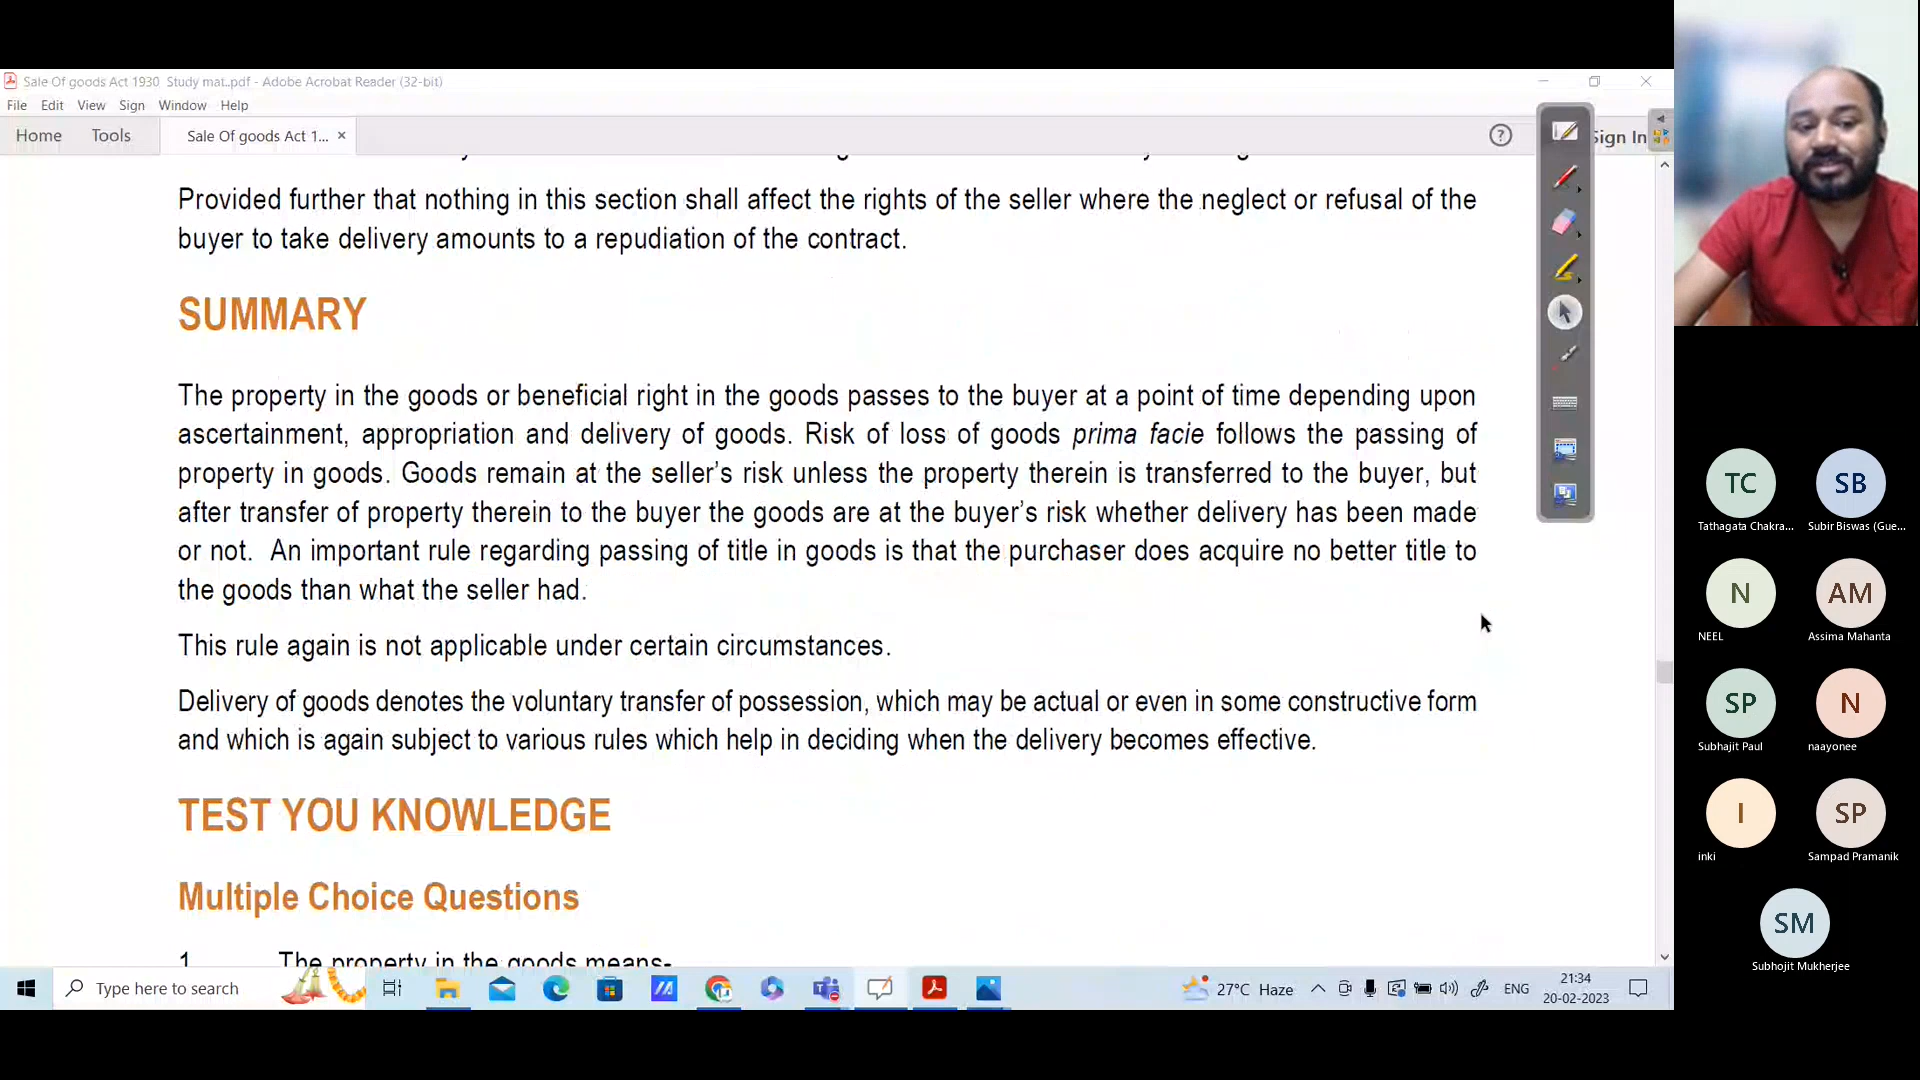 Sale Of goods Act 1930 Study mat..pdf - Adobe Acrobat Reader (32-bit)
File Edit View Sign Window Help
Home Tools Sale Of goods Act 1... × Sign In
Provided further that nothing in this section shall affect the rights of the seller where the neglect or refusal of the
buyer to take delivery amounts to a repudiation of the contract.
SUMMARY
The property in the goods or beneficial right in the goods passes to the buyer at a point of time depending upon
ascertainment, appropriation and delivery of goods. Risk of loss of goods prima facie follows the passing of
property in goods. Goods remain at the seller’s risk unless the property therein is transferred to the buyer, but
after transfer of property therein to the buyer the goods are at the buyer’s risk whether delivery has been made
or not. An important rule regarding passing of title in goods is that the purchaser does acquire no better title to
the goods than what the seller had.
This rule again is not applicable under certain circumstances.
Delivery of goods denotes the voluntary transfer of possession, which may be actual or even in some constructive form
and which is again subject to various rules which help in deciding when the delivery becomes effective.
TEST YOU KNOWLEDGE
Multiple Choice Questions
1 The property in the goods means-
Type here to search
27°C Haze
ENG
21:34
20-02-2023
TC SB
Tathagata Chakra... Subir Biswas (Gue...
N AM
NEEL Assima Mahanta
SP N
Subhajit Paul naayonee
I SP
inki Sampad Pramanik
SM
Subhojit Mukherjee